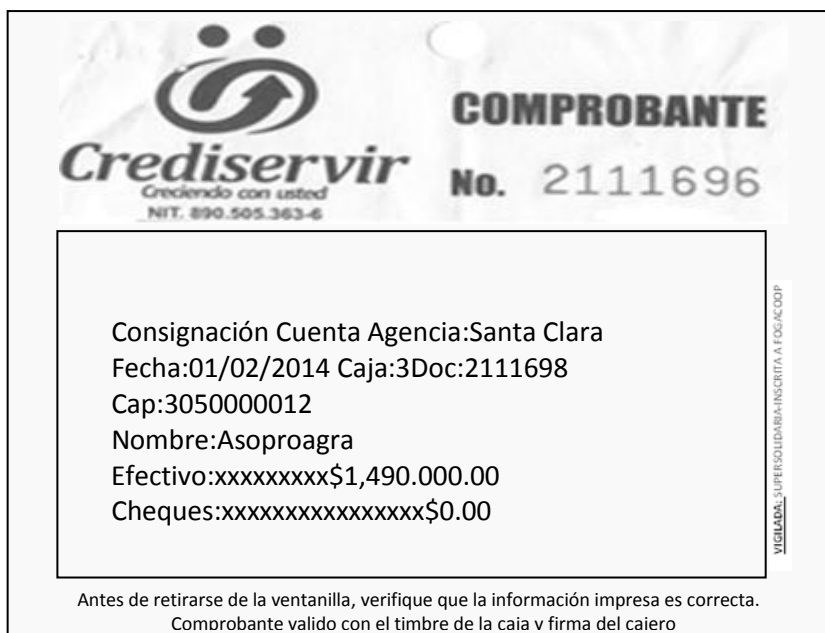 COMPROBANTE
No. 2111696
Crediservir
Creciendo con usted
NIT. 890.505.363-6
Consignación Cuenta Agencia:Santa Clara
Fecha:01/02/2014 Caja:3Doc:2111698
Cap:3050000012
Nombre:Asoproagra
Efectivo:xxxxxxxxx$1,490.000.00
Cheques:xxxxxxxxxxxxxxxx$0.00
VIGILADA: SUPERSOLIDARIA-INSCRITA A FOGACOOP
Antes de retirarse de la ventanilla, verifique que la información impresa es correcta.
Comprobante valido con el timbre de la caja y firma del cajero